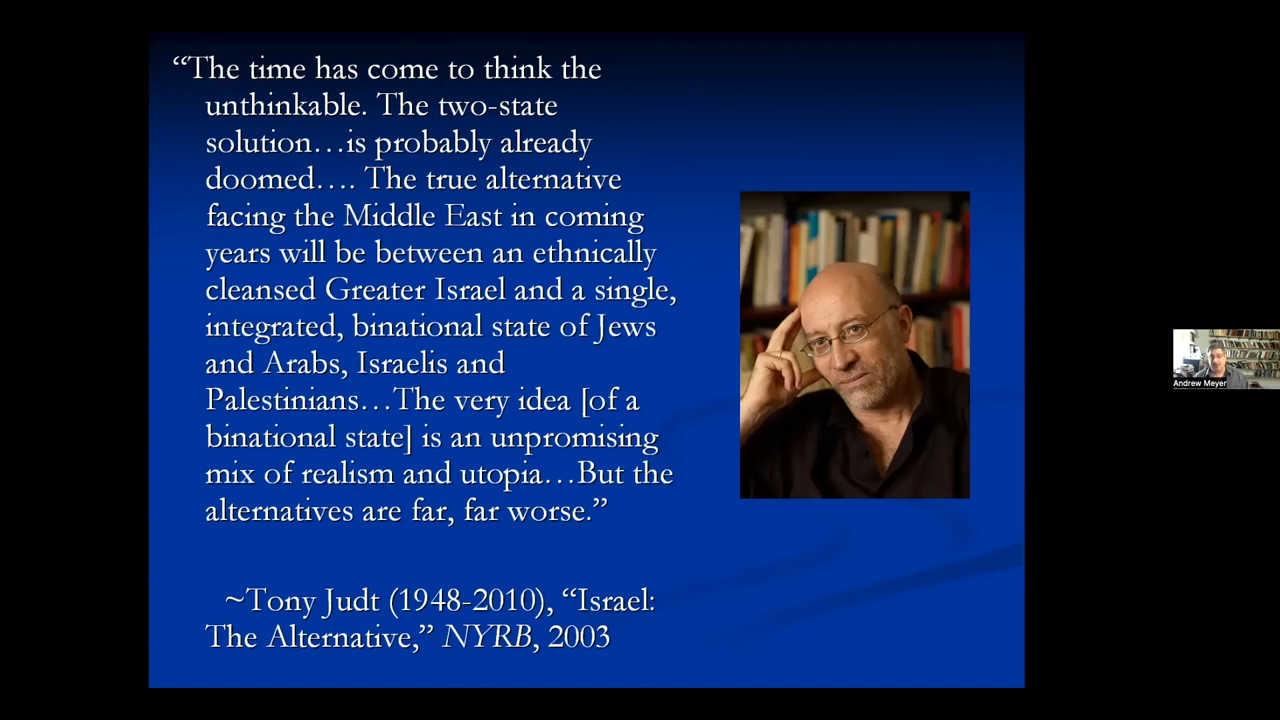 “The time has come to think the
unthinkable. The two-state
solution…is probably already
doomed…. The true alternative
facing the Middle East in coming
years will be between an ethnically
cleansed Greater Israel and a single,
integrated, binational state of Jews
and Arabs, Israelis and
Palestinians…The very idea [of a
binational state] is an unpromising
mix of realism and utopia…But the
alternatives are far, far worse.”
~Tony Judt (1948-2010), “Israel:
The Alternative,” NYRB, 2003
Andrew Meyer